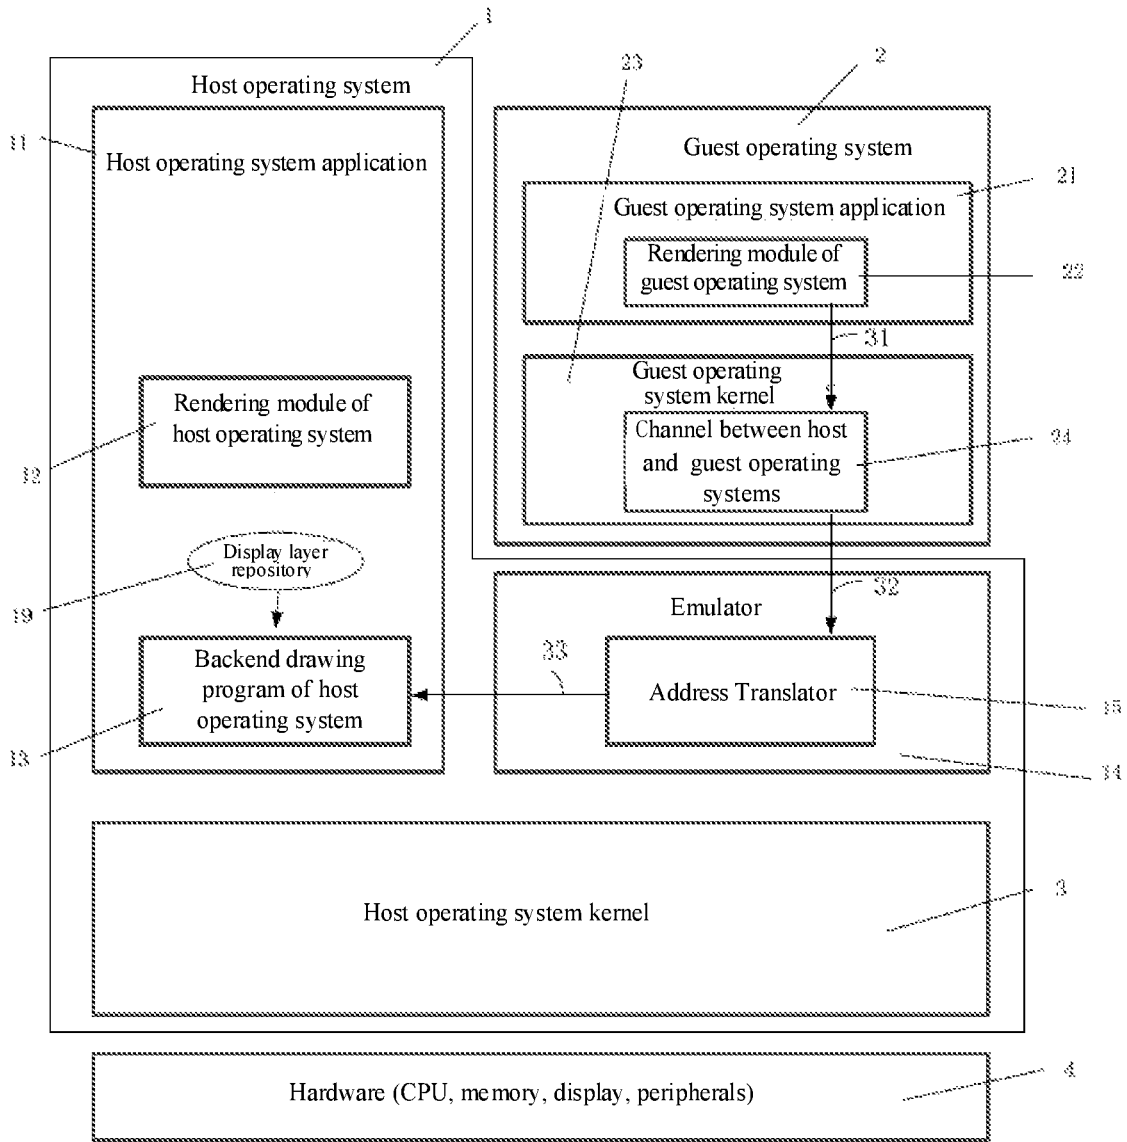 1
Host operating system
23
2
11
Host operating system application
Guest operating system
21
Guest operating system application
Rendering module of
guest operating system
22
31
Guest operating
system kernel
Rendering module of
host operating system
12
Channel between host
and guest operating
systems
24
Display layer
repository
19
32
Emulator
Backend drawing
program of host
operating system
13
33
Address Translator
15
14
Host operating system kernel
3
Hardware (CPU, memory, display, peripherals)
4